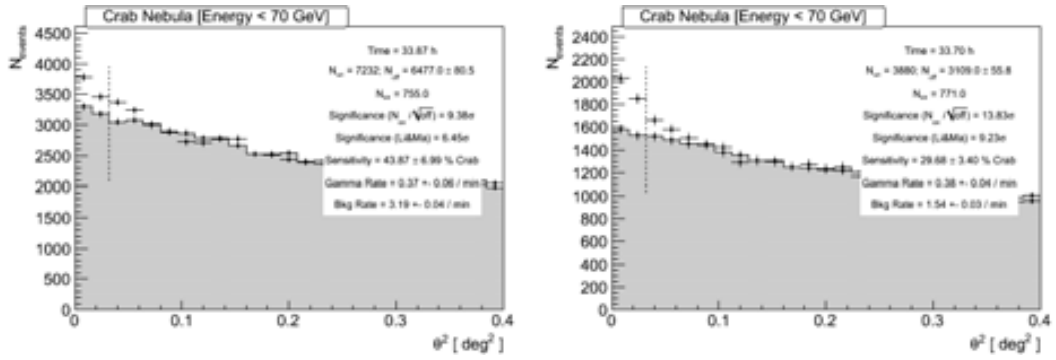 Crab Nebula [Energy < 70 GeV]
N_events
4500
4000
3500
3000
2500
2000
1500
1000
500
0
Time = 33.87 h
N_on = 7232; N_off = 6477.0 ± 80.5
N_ex = 755.0
Significance (N_ex / √off) = 9.38σ
Significance (Li&Ma) = 6.45σ
Sensitivity = 43.87 ± 6.99 % Crab
Gamma Rate = 0.37 +- 0.06 / min
Bkg Rate = 3.19 +- 0.04 / min
0 0.1 0.2 0.3 0.4
θ² [ deg² ]
Crab Nebula [Energy < 70 GeV]
N_events
2400
2200
2000
1800
1600
1400
1200
1000
800
600
400
200
0
Time = 33.70 h
N_on = 3880; N_off = 3109.0 ± 55.8
N_ex = 771.0
Significance (N_ex / √off) = 13.83σ
Significance (Li&Ma) = 9.23σ
Sensitivity = 29.68 ± 3.40 % Crab
Gamma Rate = 0.38 +- 0.04 / min
Bkg Rate = 1.54 +- 0.03 / min
0 0.1 0.2 0.3 0.4
θ² [ deg² ]